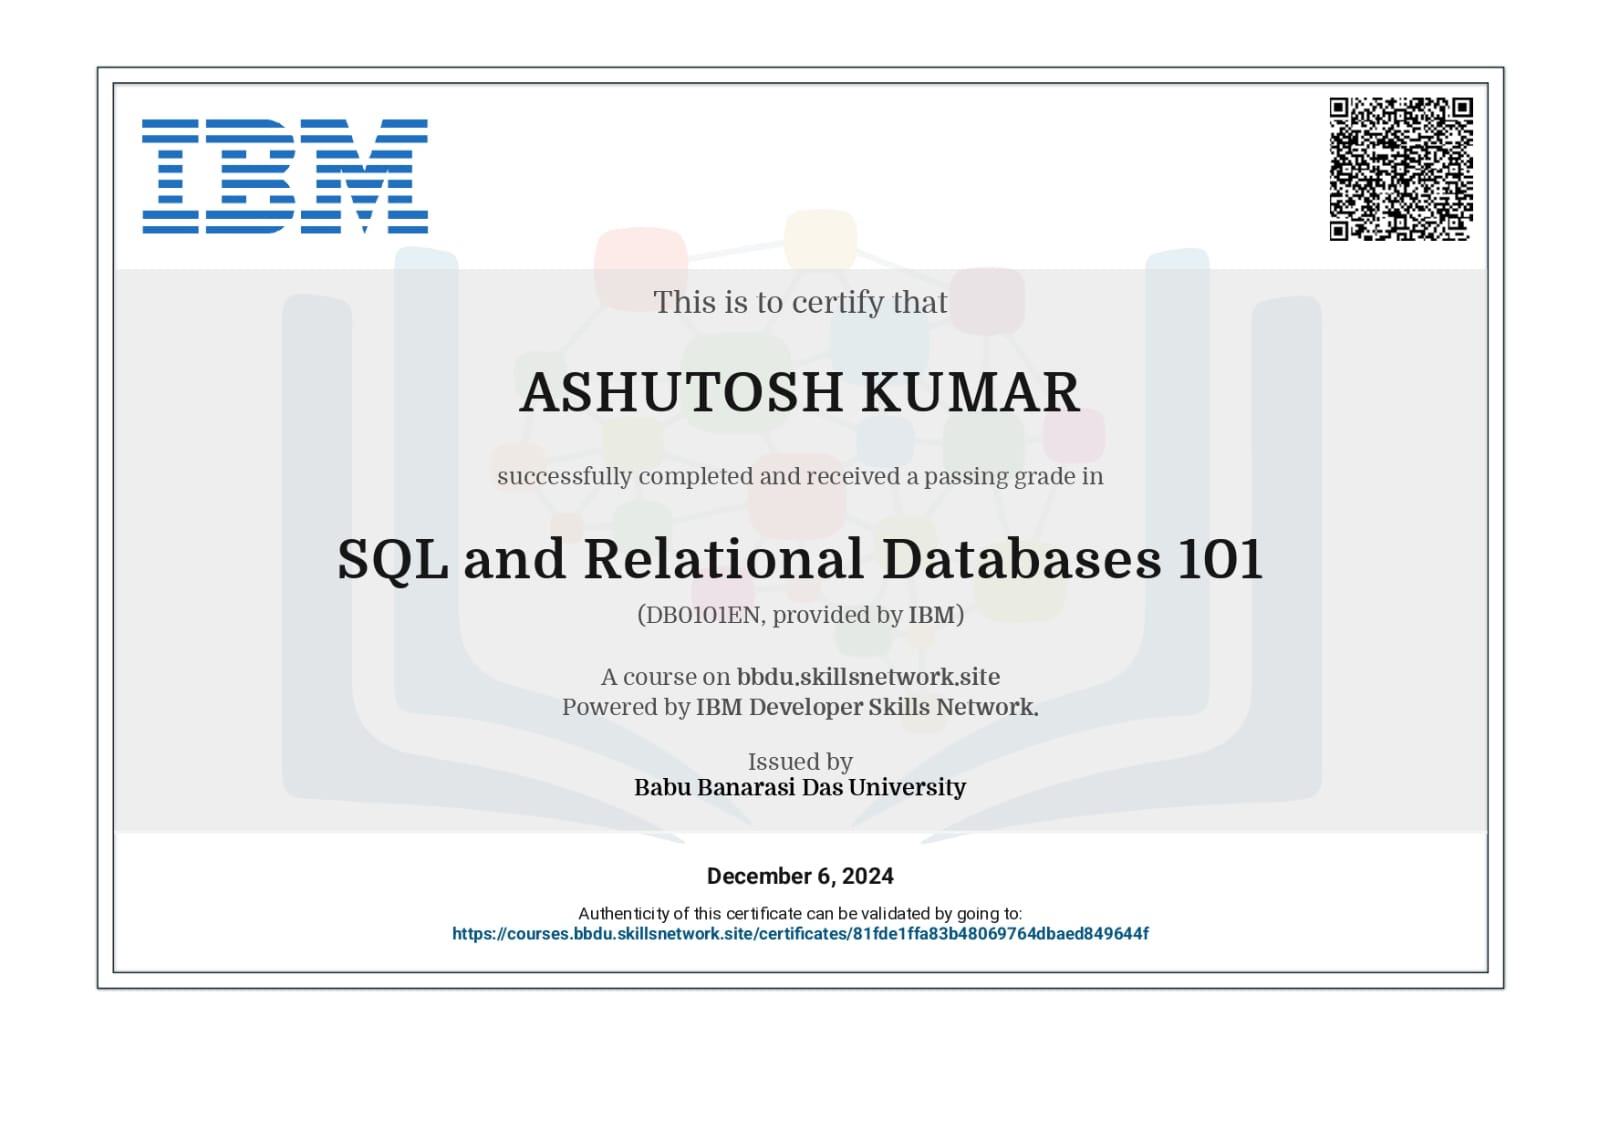 IBM
This is to certify that
ASHUTOSH KUMAR
successfully completed and received a passing grade in
SQL and Relational Databases 101
(DB0101EN, provided by IBM)
A course on bbdu.skillsnetwork.site
Powered by IBM Developer Skills Network.
Issued by
Babu Banarasi Das University
December 6, 2024
Authenticity of this certificate can be validated by going to:
https://courses.bbdu.skillsnetwork.site/certificates/81fde1ffa83b48069764dbaed849644f